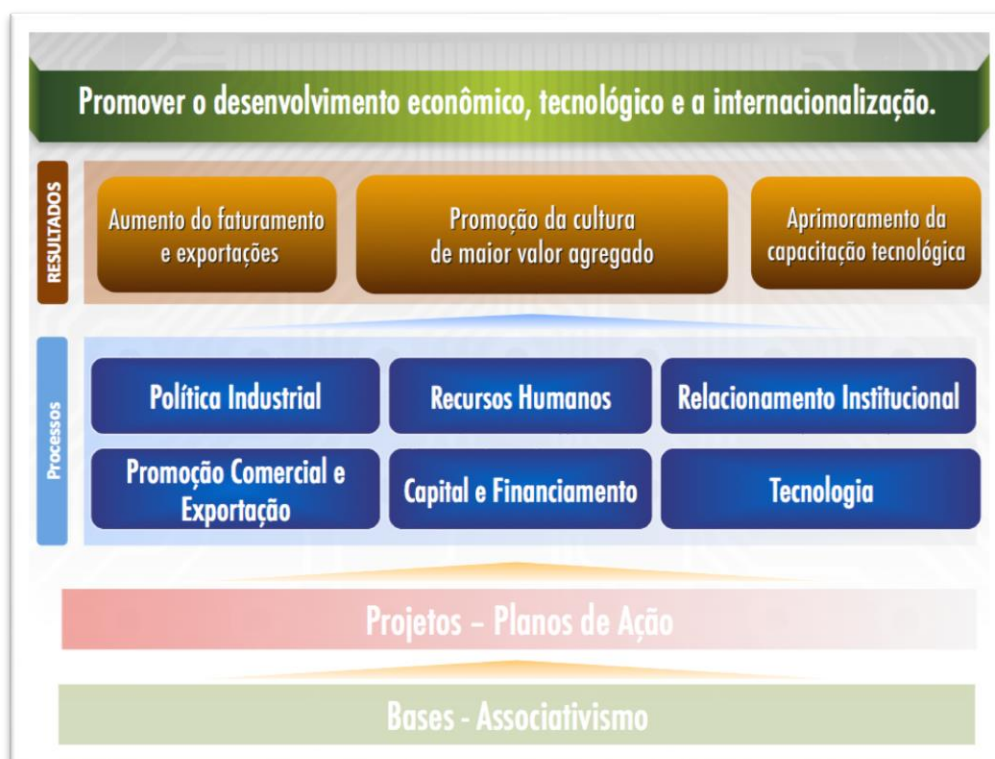 Promover o desenvolvimento econômico, tecnológico e a internacionalização.
RESULTADOS
Aumento do faturamento
e exportações
Promoção da cultura
de maior valor agregado
Aprimoramento da
capacitação tecnológica
Processos
Política Industrial
Recursos Humanos
Relacionamento Institucional
Promoção Comercial e
Exportação
Capital e Financiamento
Tecnologia
Projetos – Planos de Ação
Bases - Associativismo